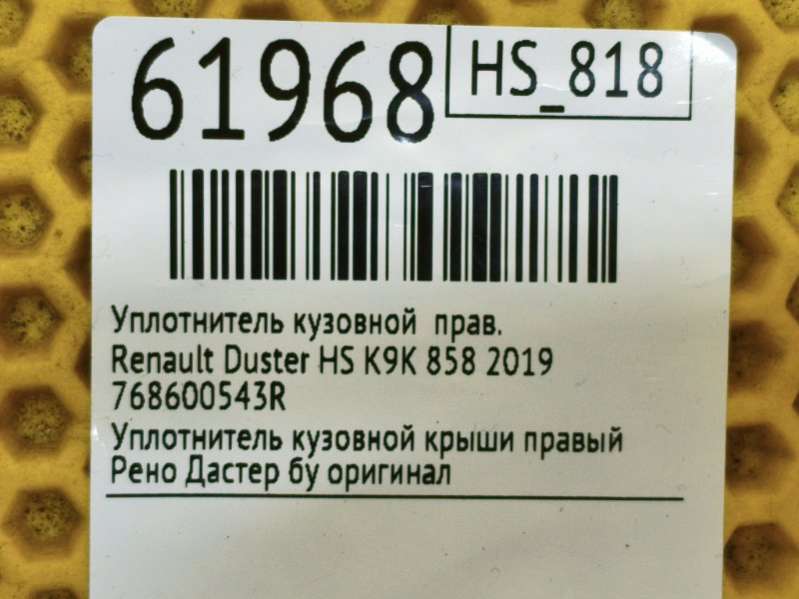 61968
HS_818
Уплотнитель кузовной прав.
Renault Duster HS K9K 858 2019
768600543R
Уплотнитель кузовной крыши правый
Рено Дастер бу оригинал